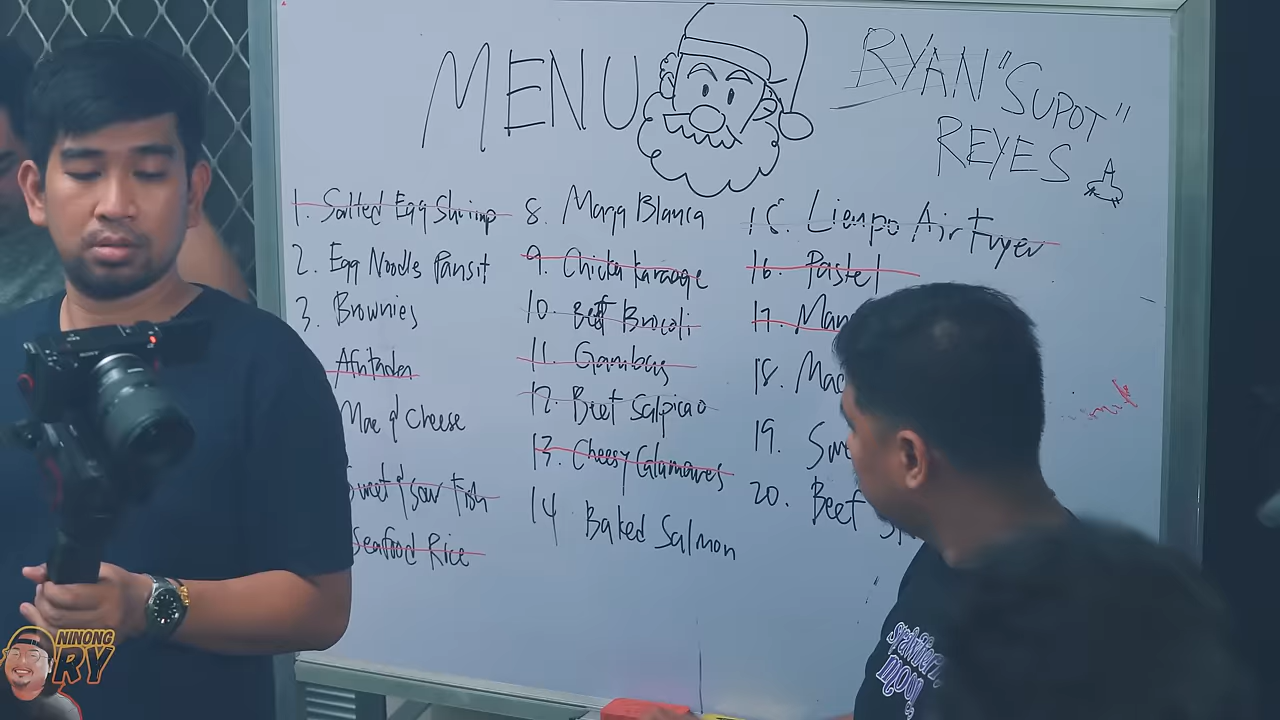 MENU
RYAN "SUPOT"
REYES
1. Salted Egg Shrimp
2. Egg Noodle Pansit
3. Brownies
Afritada
Mac & Cheese
Sweet & Sour Fish
Seafood Rice
8. Maja Blanca
9. Chicken Karaage
10. Beef Brocoli
11. Gambas
12. Beef Salpicao
13. Cheesy Calamares
14 Baked Salmon
15. Liempo Air Fryer
16. Pastel
17.
18.
19.
20. Beef
NINONG
RY